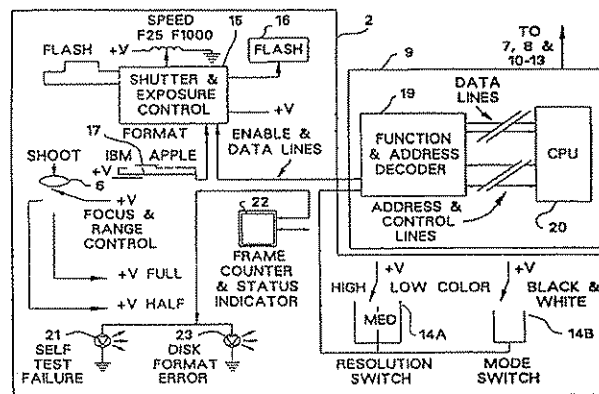 SPEED
+V F25 F1000
15
16
2
FLASH
FLASH
SHUTTER &
EXPOSURE
CONTROL
+V
FORMAT
17
IBM APPLE
+V
ENABLE &
DATA LINES
SHOOT
6
+V
FOCUS &
RANGE
CONTROL
22
FRAME
COUNTER
& STATUS
INDICATOR
+V FULL
+V HALF
21
SELF
TEST
FAILURE
23
DISK
FORMAT
ERROR
TO
7, 8 &
10-13
9
DATA
LINES
19
FUNCTION
& ADDRESS
DECODER
CPU
20
ADDRESS
& CONTROL
LINES
+V
HIGH
LOW
MED
14A
RESOLUTION
SWITCH
+V
COLOR
BLACK
& WHITE
14B
MODE
SWITCH